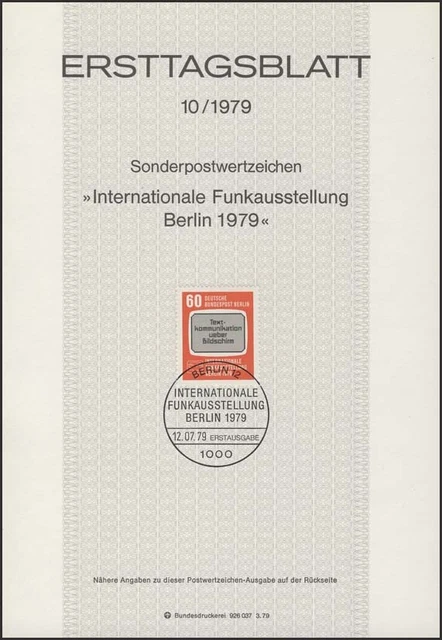 ERSTTAGSBLATT
10/1979
Sonderpostwertzeichen
»Internationale Funkausstellung
Berlin 1979«
60 DEUTSCHE
BUNDESPOST BERLIN
Text-
kommunikation
ueber
Bildschirm
INTERNATIONALE
BERLIN 12
INTERNATIONALE
FUNKAUSSTELLUNG
BERLIN 1979
12.07.79 ERSTAUSGABE
1000
Nähere Angaben zu dieser Postwertzeichen-Ausgabe auf der Rückseite
Bundesdruckerei 926 037 3.79